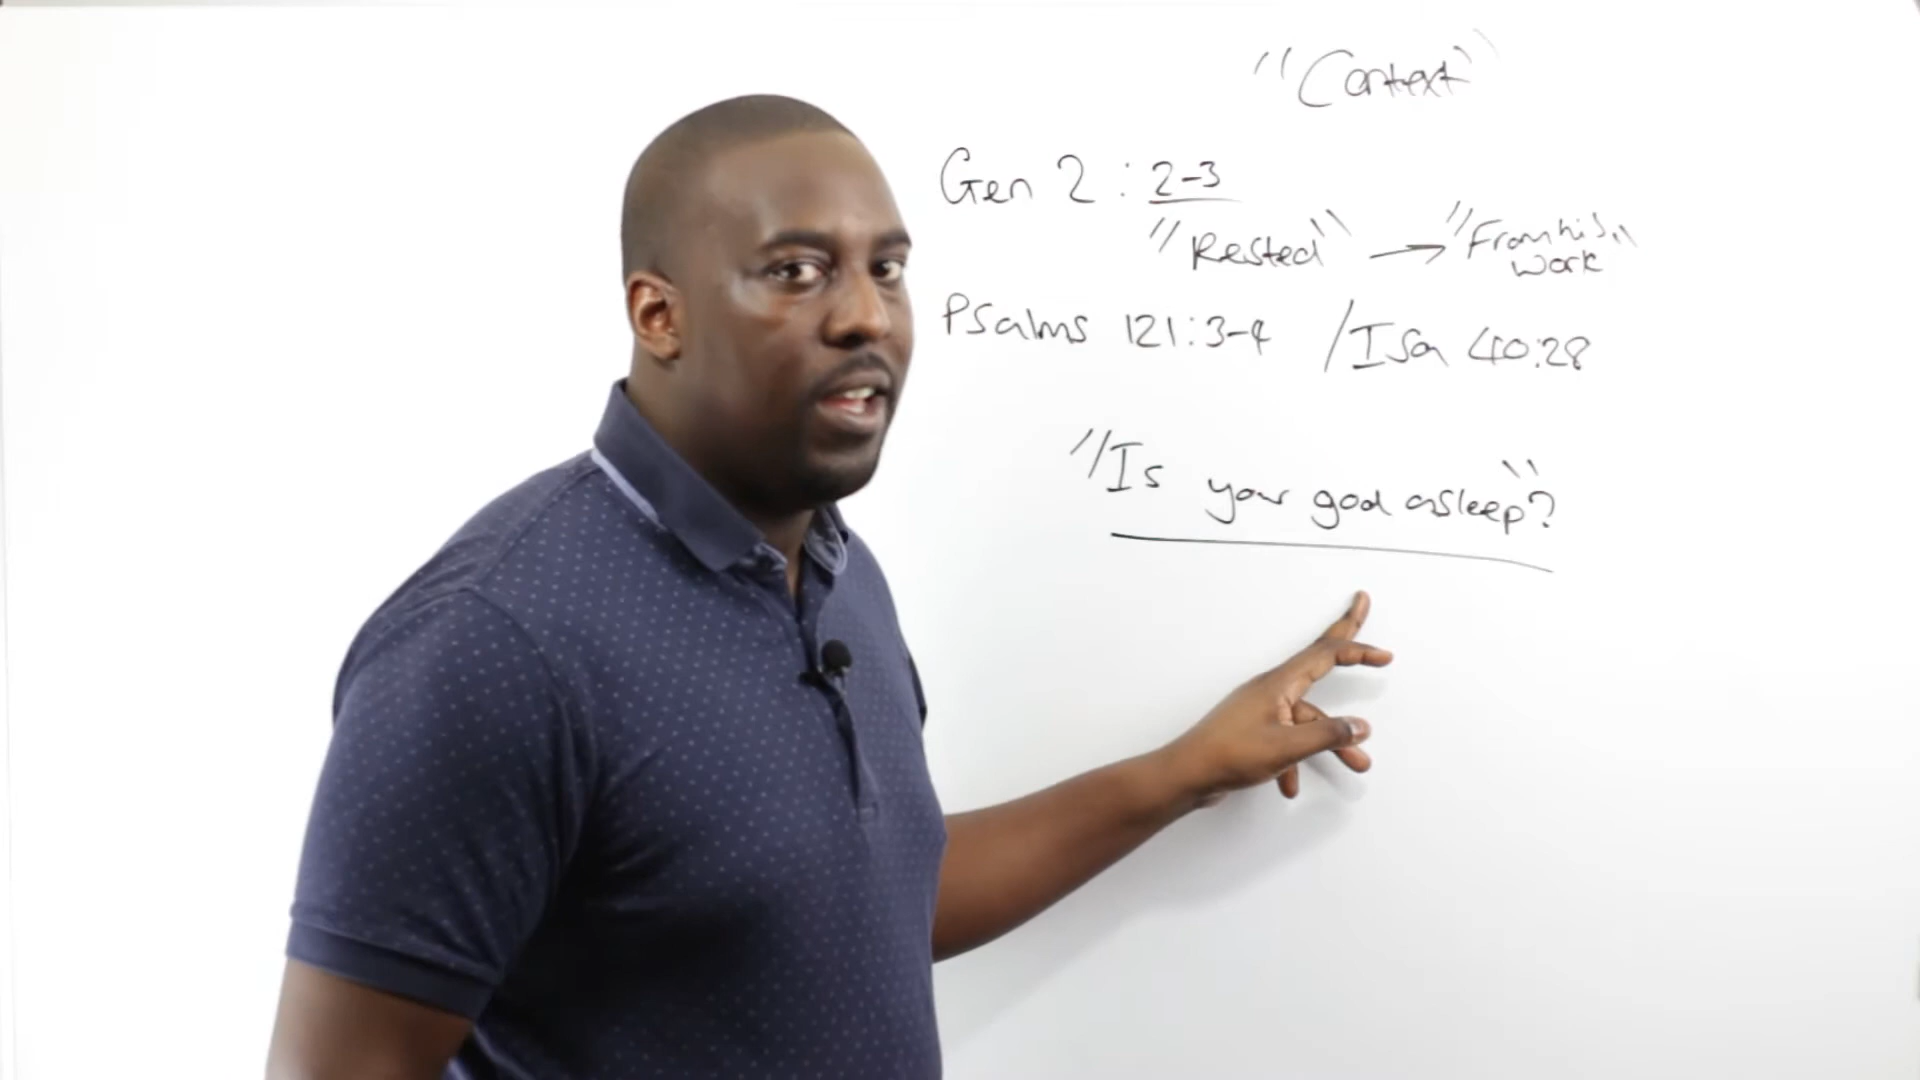 "Context"
Gen 2 : 2-3
"Rested" → "From his
work"
Psalms 121:3-4 / Isa 40:28
"Is your god asleep"?